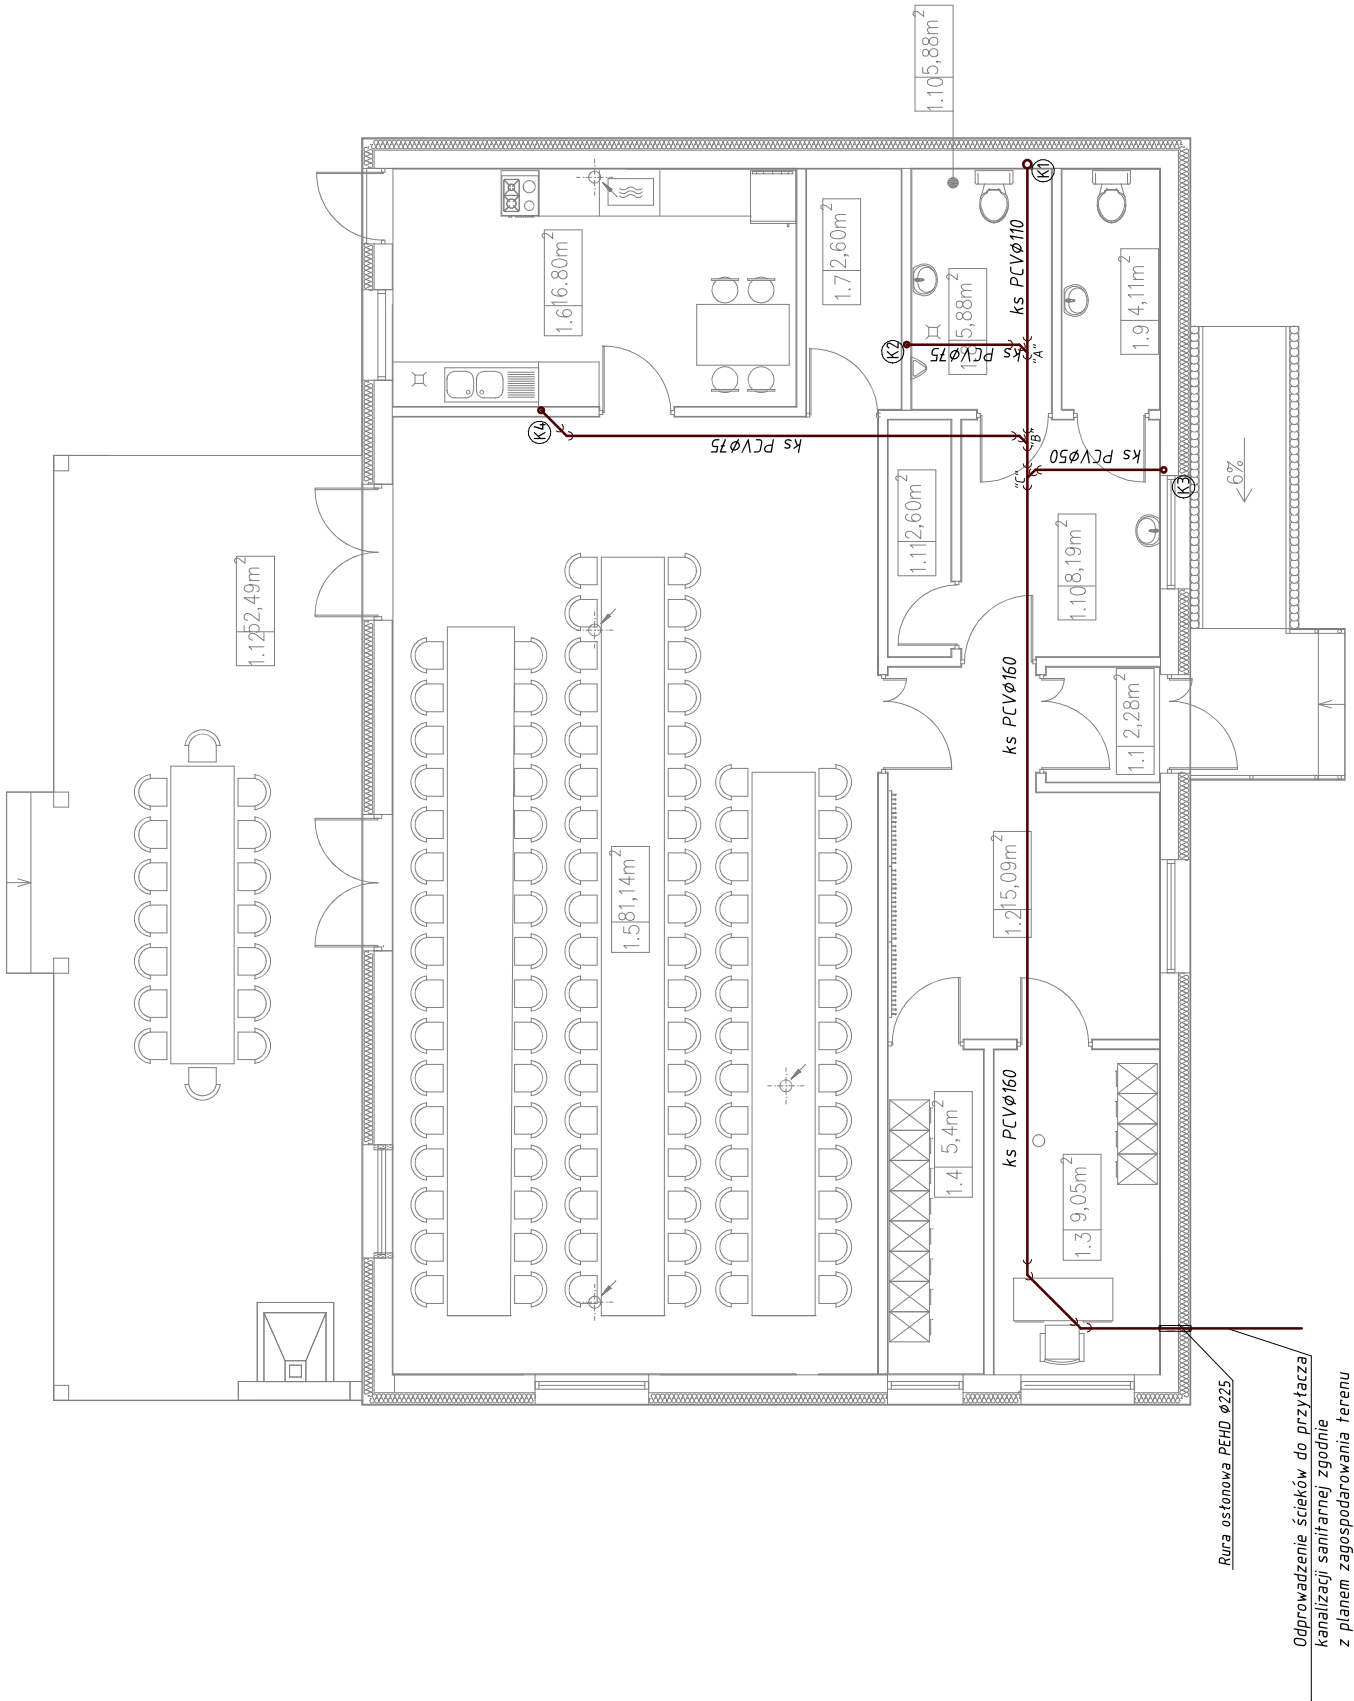 1.10 5,88m²
K1
ks PCVø110
1.6 16.80m²
1.7 2,60m²
5,88m²
1.9 4,11m²
K2
ks PCVø75
"A"
K4
ks PCVø75
"B"
"C"
ks PCVø50
K3
6%
1.11 2,60m²
1.10 8,19m²
1.12 52,49m²
ks PCVø160
1.1 2,28m²
1.5 81,14m²
1.2 15,09m²
ks PCVø160
1.4 5,4m²
1.3 9,05m²
Rura osłonowa PEHD ø225
Odprowadzenie ścieków do przyłącza
kanalizacji sanitarnej zgodnie
z planem zagospodarowania terenu